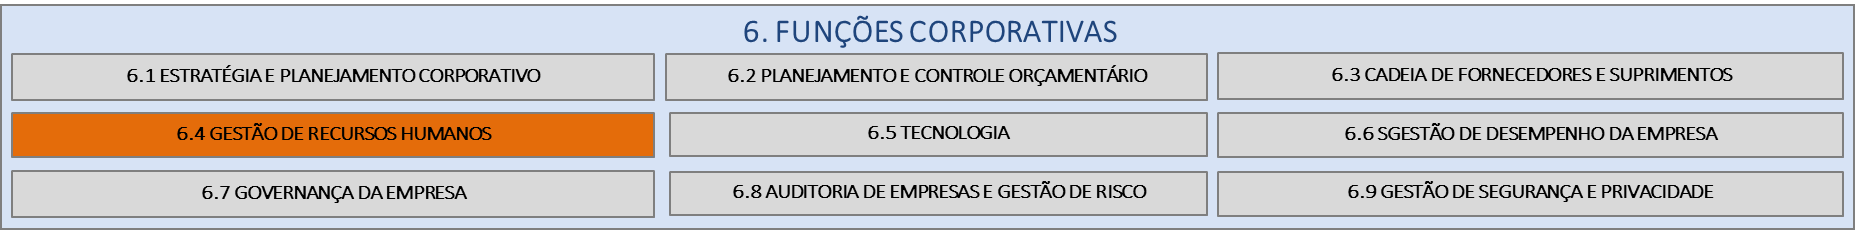 6. FUNÇÕES CORPORATIVAS
6.1 ESTRATÉGIA E PLANEJAMENTO CORPORATIVO
6.2 PLANEJAMENTO E CONTROLE ORÇAMENTÁRIO
6.3 CADEIA DE FORNECEDORES E SUPRIMENTOS
6.4 GESTÃO DE RECURSOS HUMANOS
6.5 TECNOLOGIA
6.6 SGESTÃO DE DESEMPENHO DA EMPRESA
6.7 GOVERNANÇA DA EMPRESA
6.8 AUDITORIA DE EMPRESAS E GESTÃO DE RISCO
6.9 GESTÃO DE SEGURANÇA E PRIVACIDADE